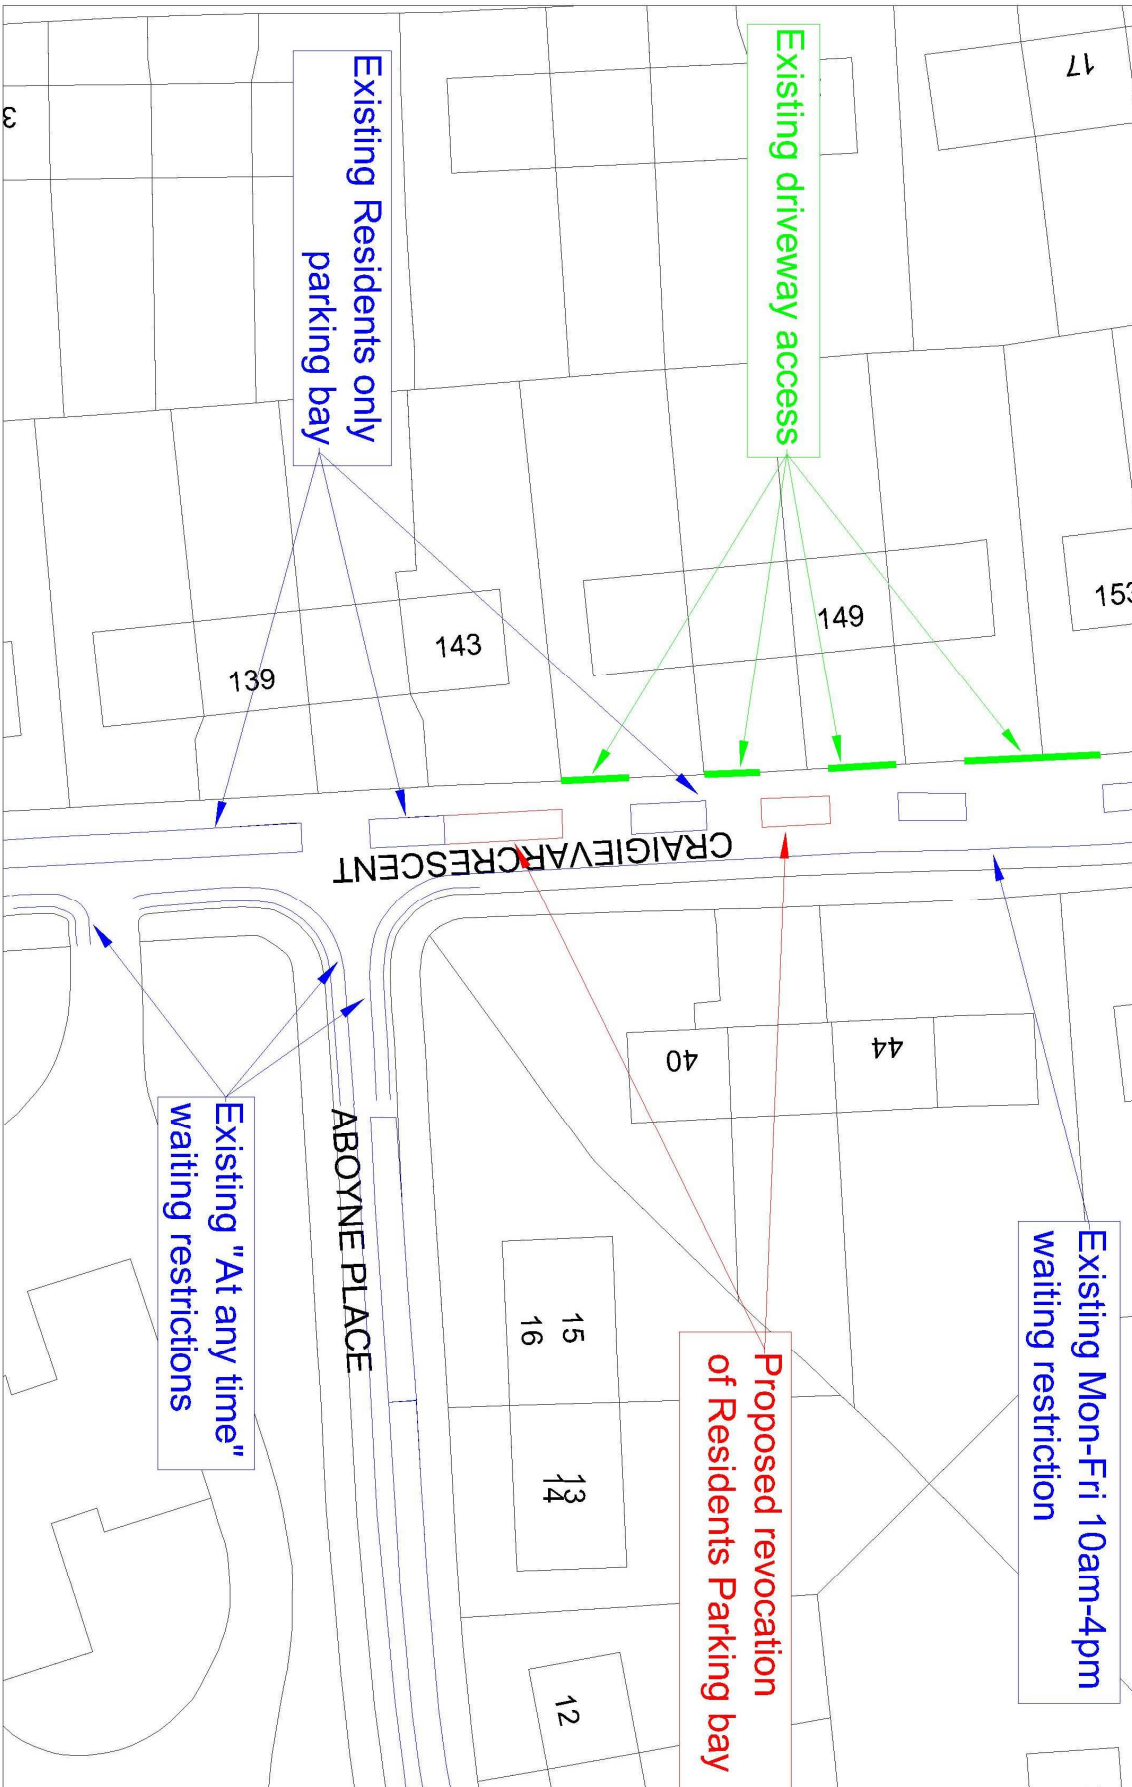 Existing driveway access
Existing Residents only
parking bay
17
3
153
149
143
139
CRAIGIEVARCRESCENT
40
44
ABOYNE PLACE
Existing "At any time"
waiting restrictions
Existing Mon-Fri 10am-4pm
waiting restriction
Proposed revocation
of Residents Parking bay
15
16
13
14
12